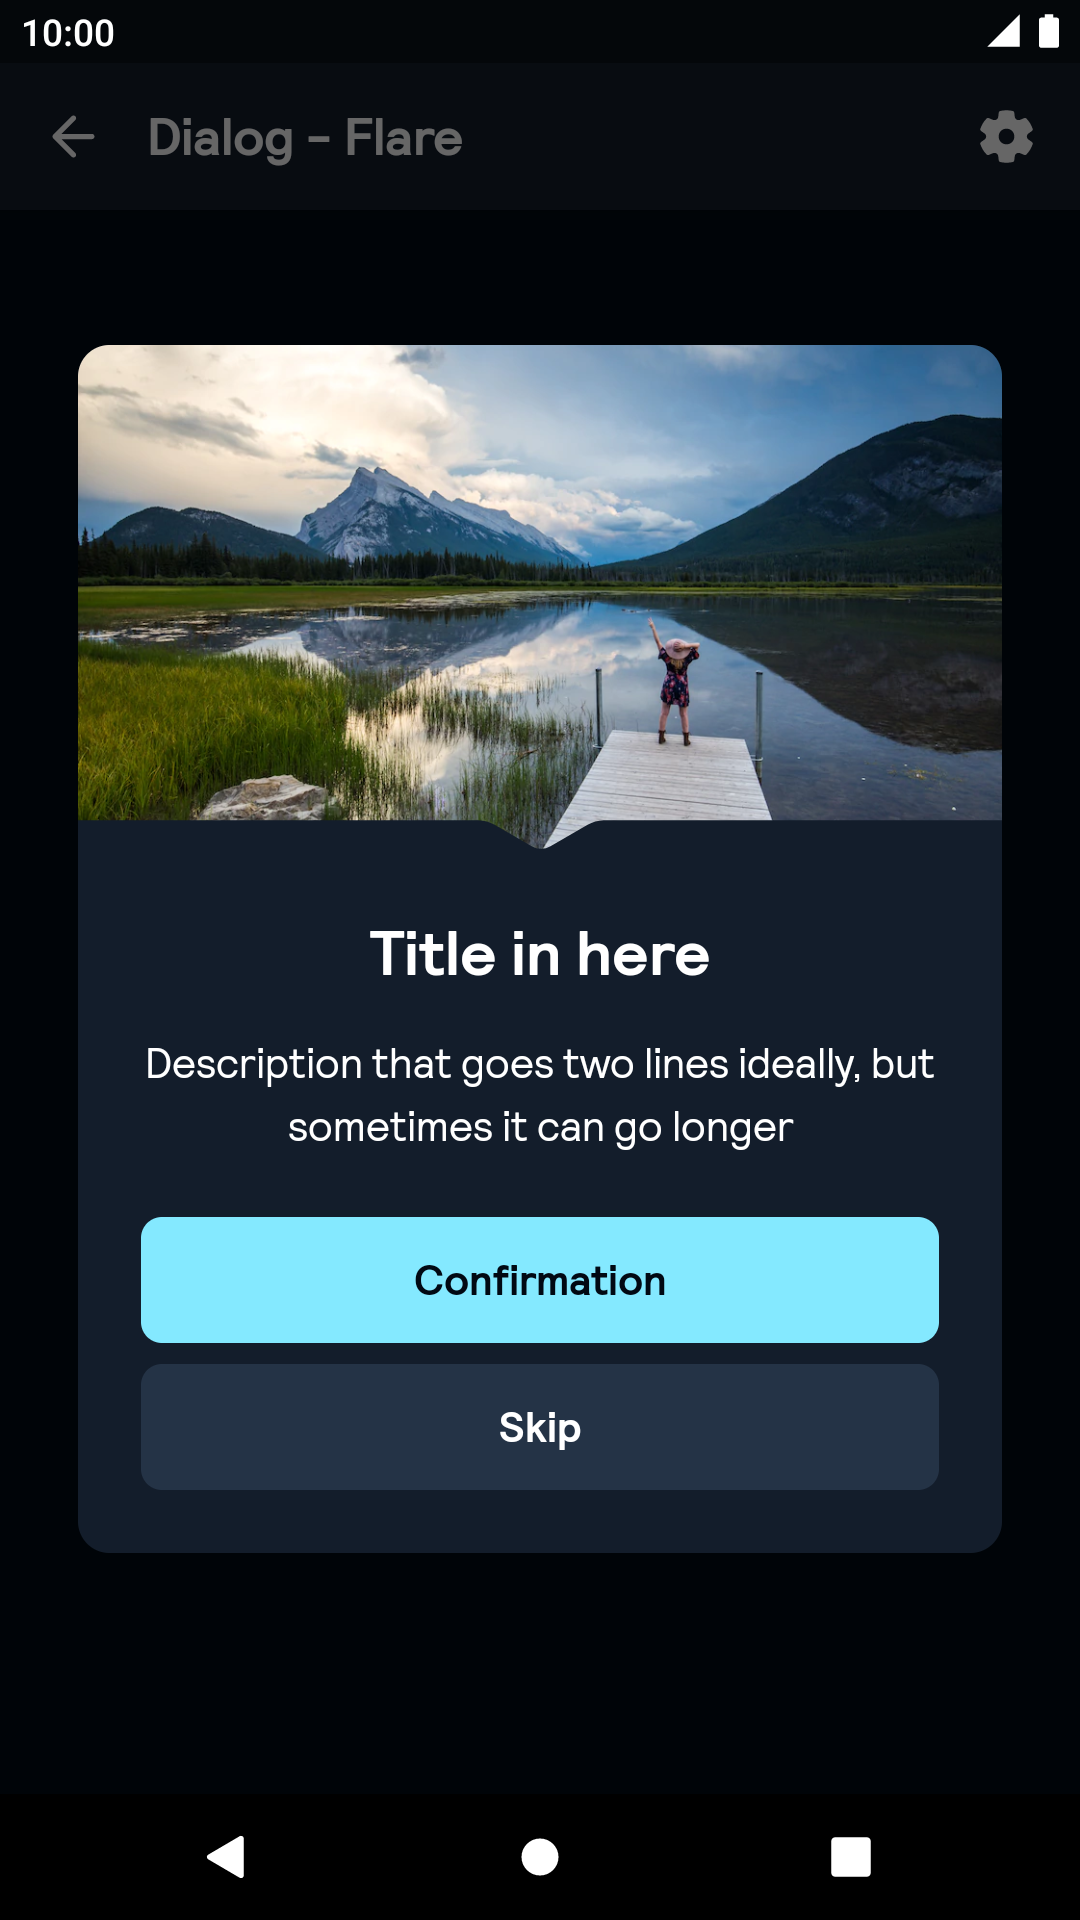 10:00
Dialog - Flare
Title in here
Description that goes two lines ideally, but
sometimes it can go longer
Confirmation
Skip